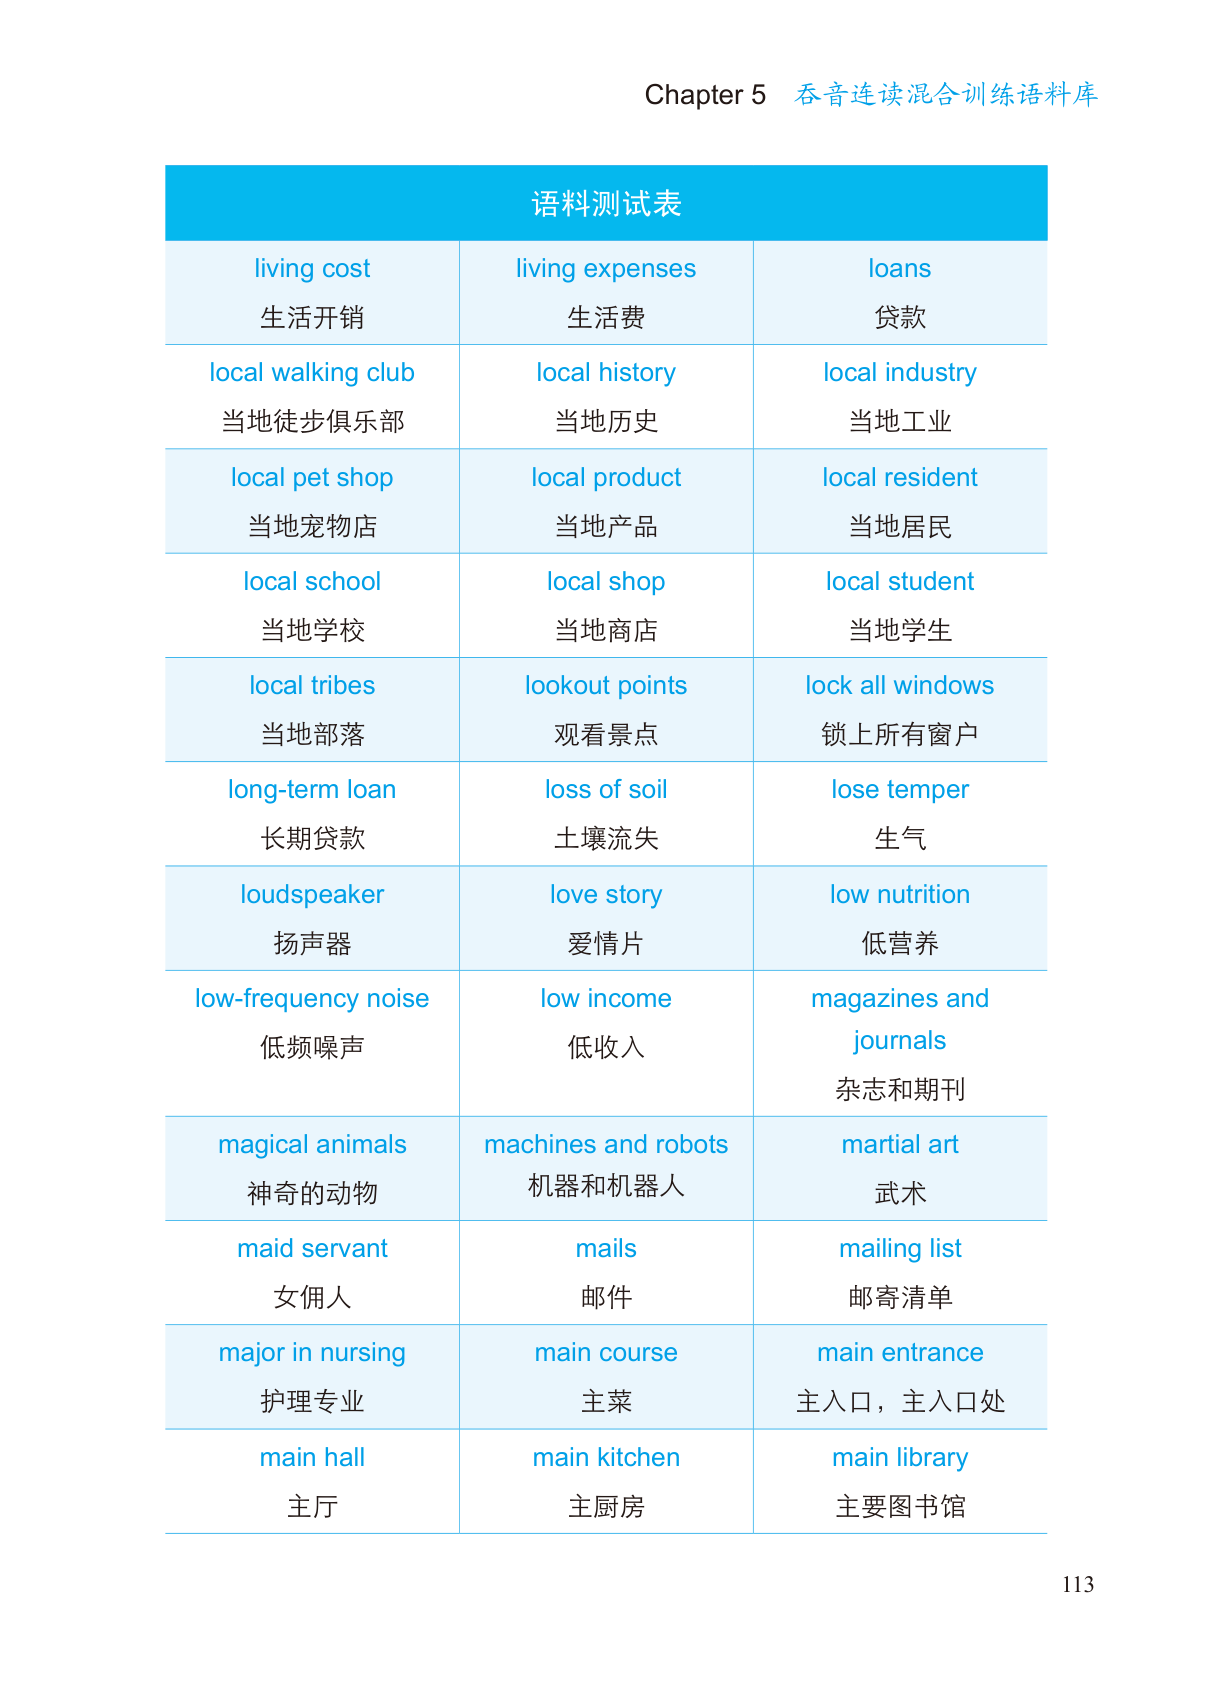 Chapter 5 吞音连读混合训练语料库
语料测试表
living cost
生活开销
living expenses
生活费
loans
贷款
local walking club
当地徒步俱乐部
local history
当地历史
local industry
当地工业
local pet shop
当地宠物店
local product
当地产品
local resident
当地居民
local school
当地学校
local shop
当地商店
local student
当地学生
local tribes
当地部落
lookout points
观看景点
lock all windows
锁上所有窗户
long-term loan
长期贷款
loss of soil
土壤流失
lose temper
生气
loudspeaker
扬声器
love story
爱情片
low nutrition
低营养
low-frequency noise
低频噪声
low income
低收入
magazines and
journals
杂志和期刊
magical animals
神奇的动物
machines and robots
机器和机器人
martial art
武术
maid servant
女佣人
mails
邮件
mailing list
邮寄清单
major in nursing
护理专业
main course
主菜
main entrance
主入口，主入口处
main hall
主厅
main kitchen
主厨房
main library
主要图书馆
113